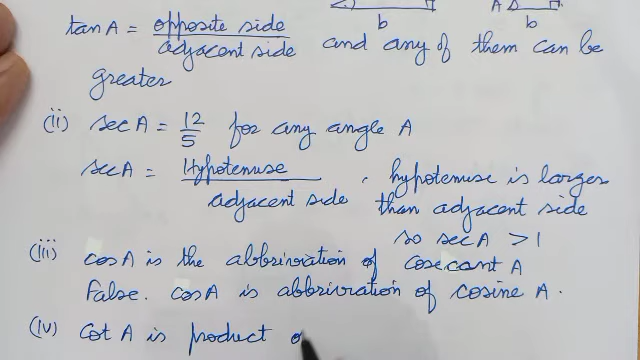 b A b
tan A = opposite side / adjacent side and any of them can be
greater
(ii) sec A = 12/5 for any angle A
sec A = Hypotenuse / adjacent side , hypotenuse is larger
than adjacent side
so sec A > 1
(iii) cos A is the abbriviation of cosecant A
False. cos A is abbriviation of cosine A .
(iv) Cot A is product